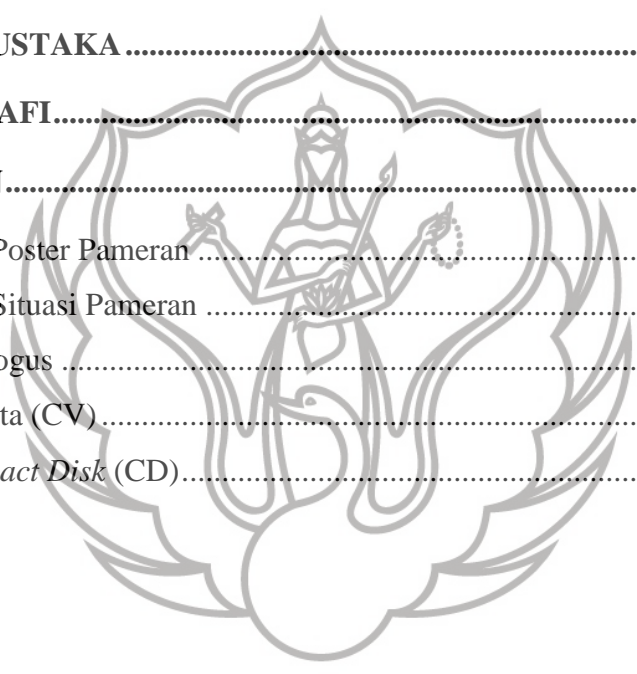 USTAKA ................................................................
AFI..........................................................................
N................................................................................
Poster Pameran .......................................................
Situasi Pameran ......................................................
ogus ........................................................................
ta (CV) ...................................................................
act Disk (CD).........................................................